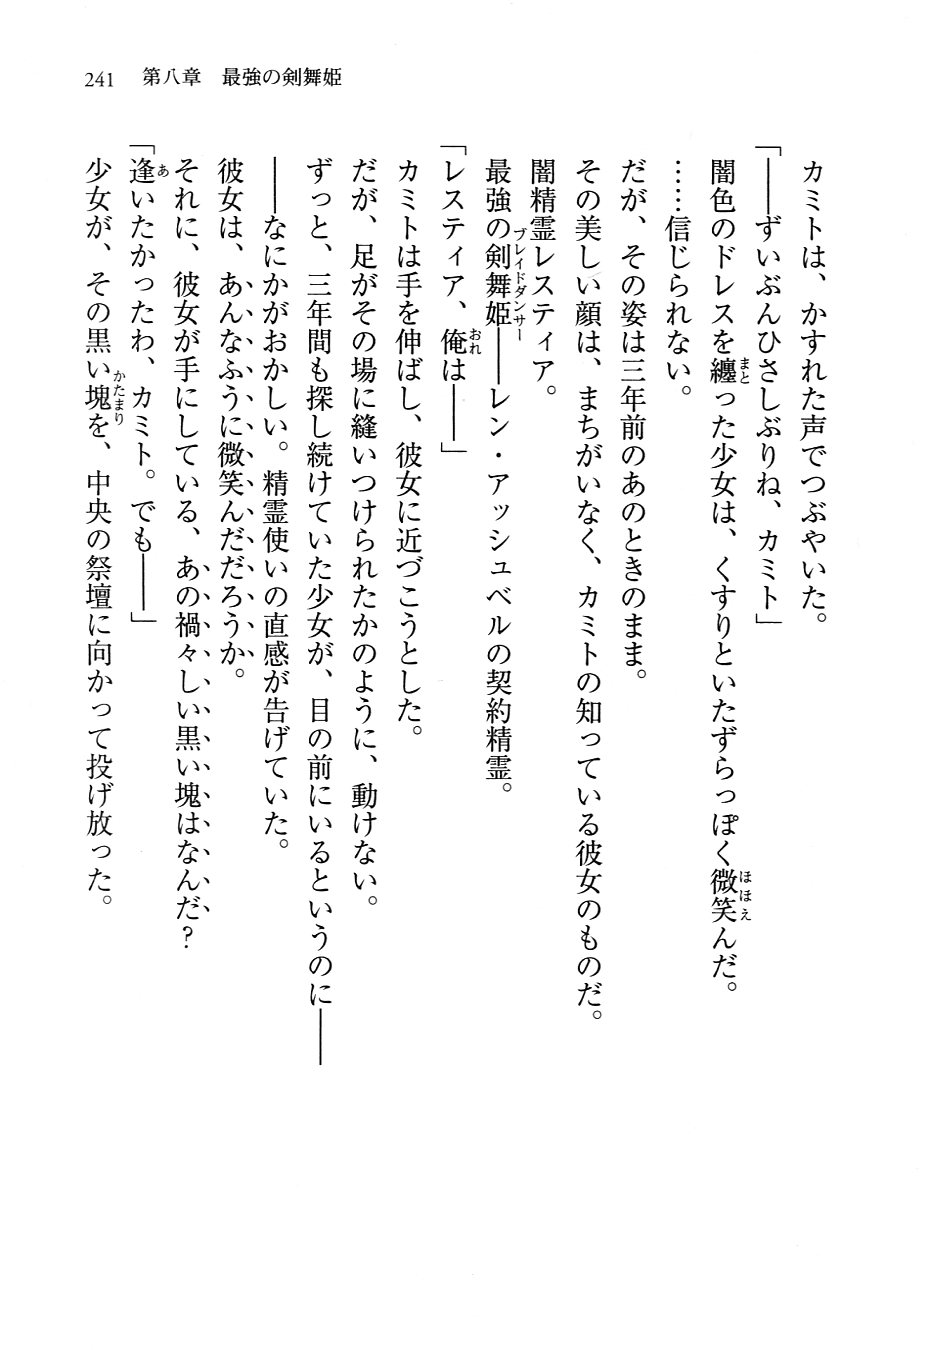 241　第八章　最強の剣舞姫
カミトは、かすれた声でつぶやいた。
「――ずいぶんひさしぶりね、カミト」
闇色のドレスを纏った少女は、くすりといたずらっぽく微笑んだ。
……信じられない。
だが、その姿は三年前のあのときのまま。
その美しい顔は、まちがいなく、カミトの知っている彼女のものだ。
闇精霊レスティア。
最強の剣舞姫――レン・アッシュベルの契約精霊。
「レスティア、俺は――」
カミトは手を伸ばし、彼女に近づこうとした。
だが、足がその場に縫いつけられたかのように、動けない。
ずっと、三年間も探し続けていた少女が、目の前にいるというのに――
――なにかがおかしい。精霊使いの直感が告げていた。
彼女は、あんなふうに微笑んだだろうか。
それに、彼女が手にしている、あの禍々しい黒い塊はなんだ?
「逢いたかったわ、カミト。でも――」
少女が、その黒い塊を、中央の祭壇に向かって投げ放った。